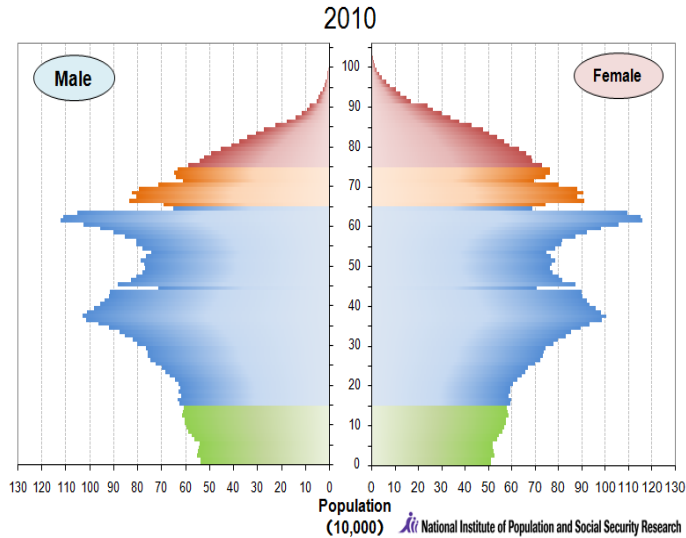 2010
Male
Female
100
90
80
70
60
50
40
30
20
10
0
130 120 110 100 90 80 70 60 50 40 30 20 10 0
0 10 20 30 40 50 60 70 80 90 100 110 120 130
Population
(10,000)
National Institute of Population and Social Security Research